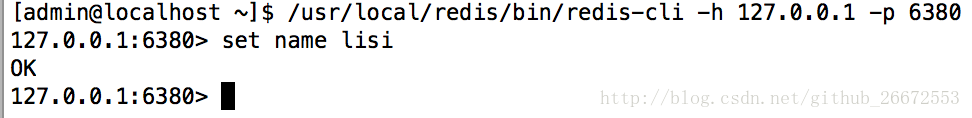 [admin@localhost ~]$ /usr/local/redis/bin/redis-cli -h 127.0.0.1 -p 6380
127.0.0.1:6380> set name lisi
OK
127.0.0.1:6380>
http://blog.csdn.net/github_26672553